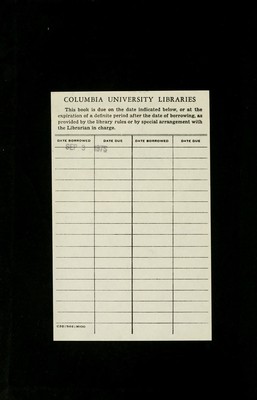 COLUMBIA UNIVERSITY LIBRARIES
This book is due on the date indicated below, or at the
expiration of a definite period after the date of borrowing, as
provided by the library rules or by special arrangement with
the Librarian in charge.
DATE BORROWED DATE DUE DATE BORROWED DATE DUE
SEP